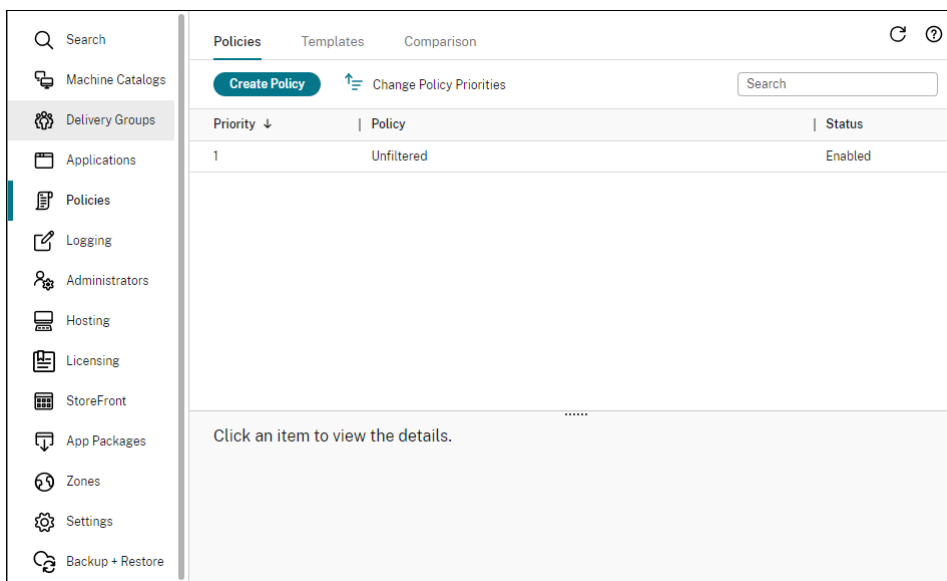 Search
Machine Catalogs
Delivery Groups
Applications
Policies
Logging
Administrators
Hosting
Licensing
StoreFront
App Packages
Zones
Settings
Backup + Restore
Policies Templates Comparison
Create Policy Change Policy Priorities Search
Priority ↓ | Policy | Status
1 Unfiltered Enabled
Click an item to view the details.